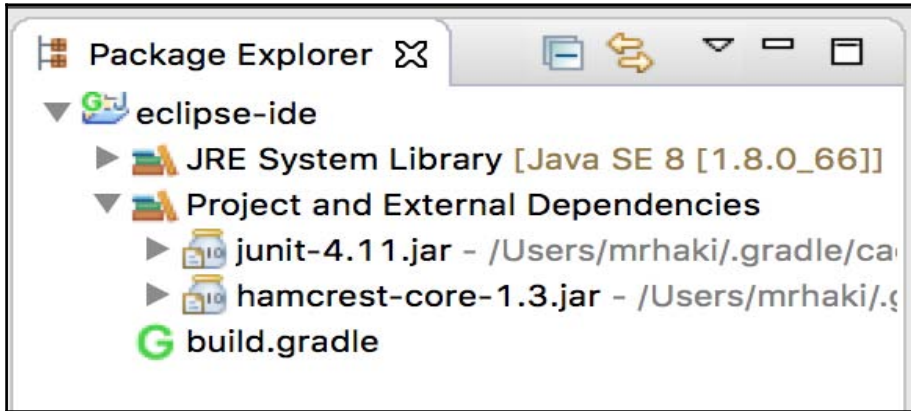 Package Explorer
eclipse-ide
JRE System Library [Java SE 8 [1.8.0_66]]
Project and External Dependencies
junit-4.11.jar - /Users/mrhaki/.gradle/ca
hamcrest-core-1.3.jar - /Users/mrhaki/.g
build.gradle